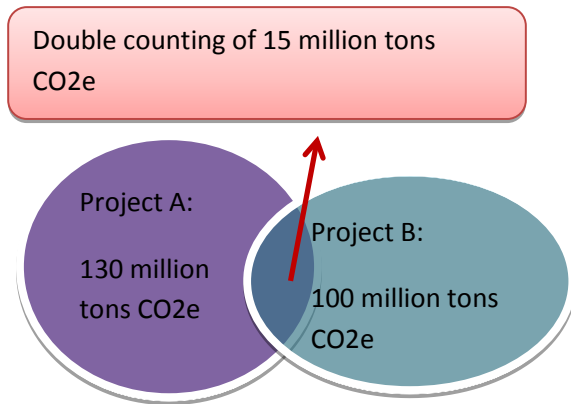 Double counting of 15 million tons
CO2e
Project A:
130 million
tons CO2e
Project B:
100 million tons
CO2e